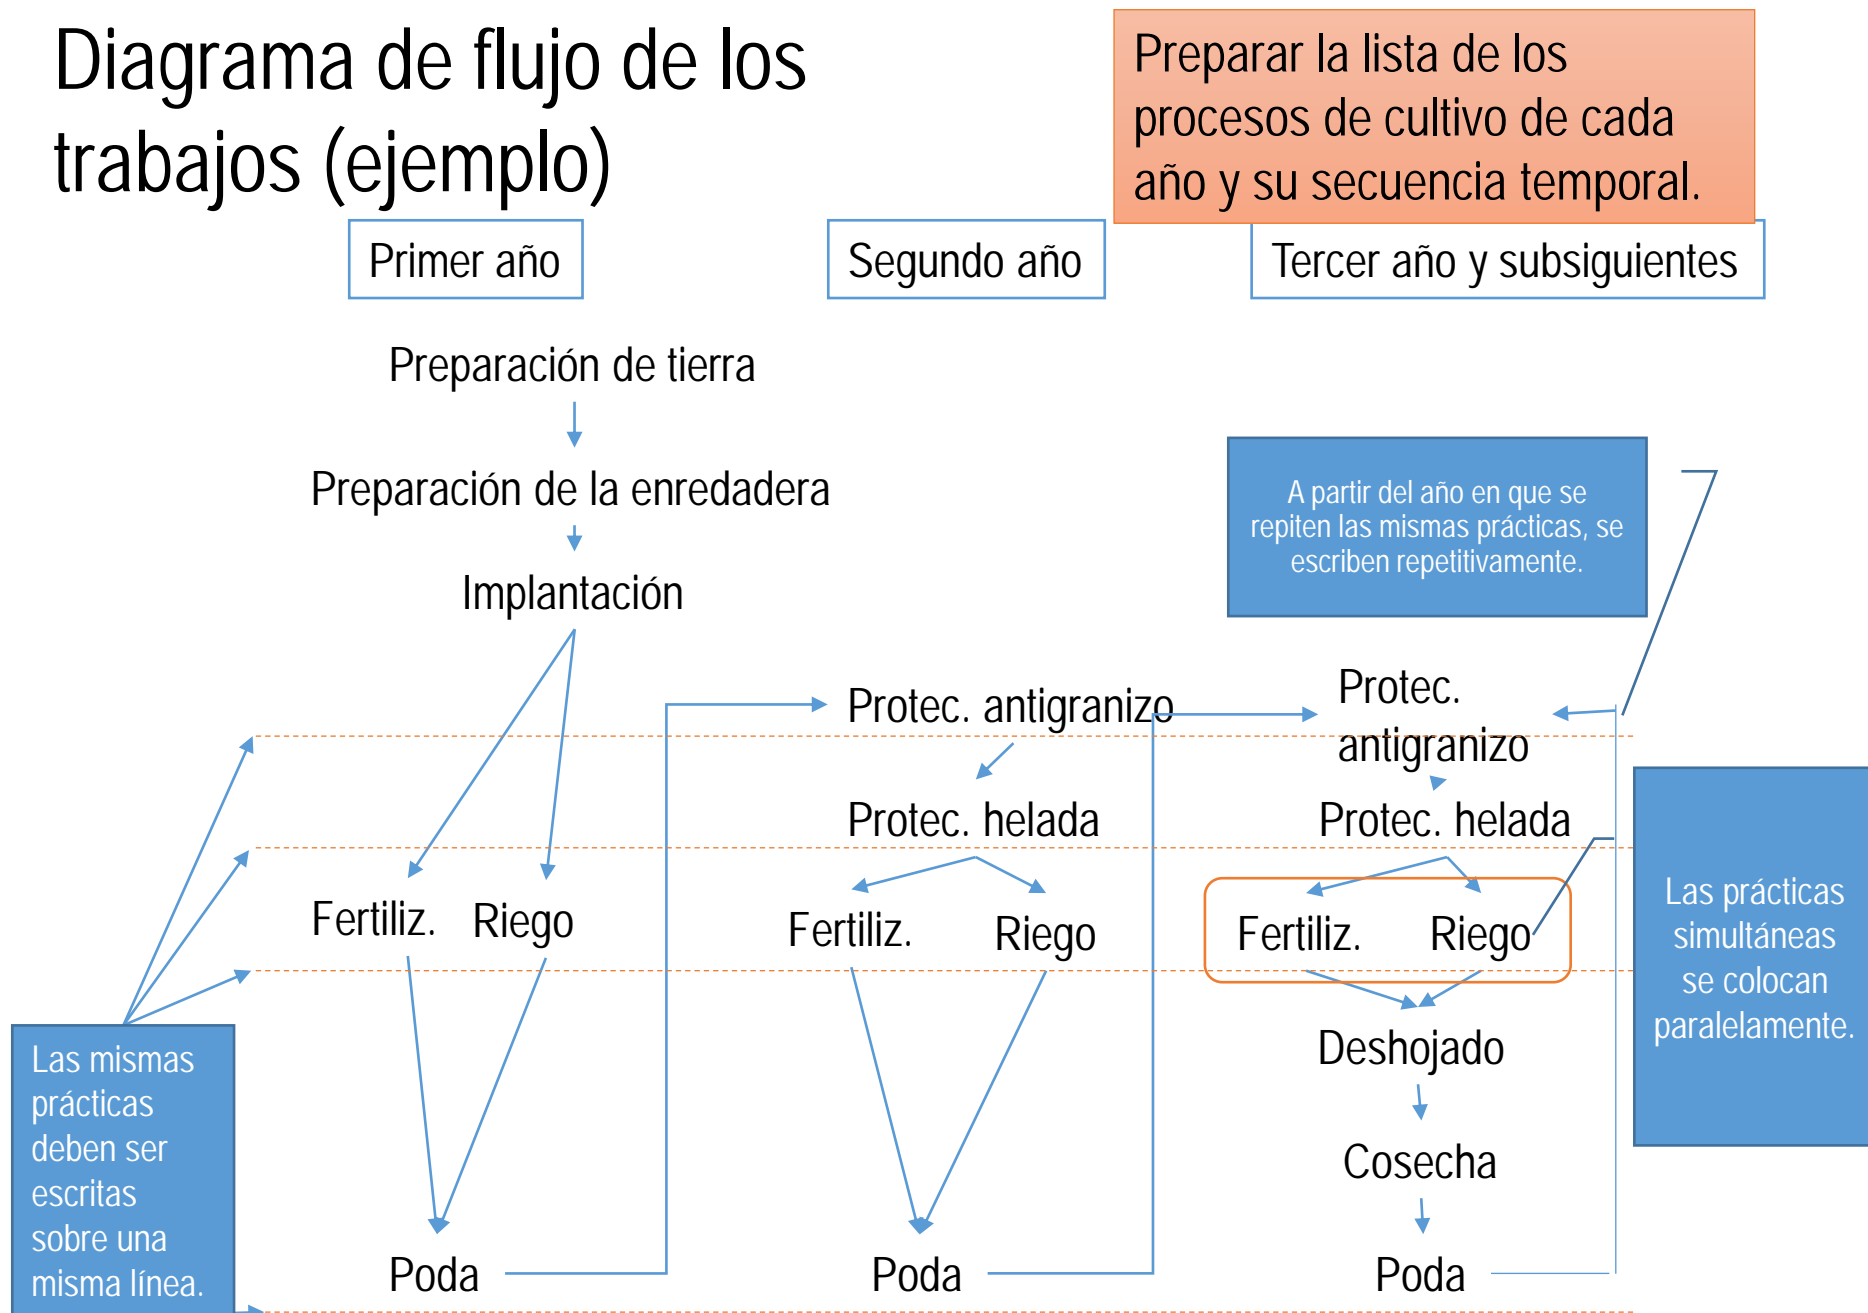 Diagrama de flujo de los
trabajos (ejemplo)
Preparar la lista de los
procesos de cultivo de cada
año y su secuencia temporal.
Primer año
Segundo año
Tercer año y subsiguientes
Preparación de tierra
Preparación de la enredadera
Implantación
A partir del año en que se
repiten las mismas prácticas, se
escriben repetitivamente.
Protec. antigranizo
Protec.
antigranizo
Protec. helada
Protec. helada
Fertiliz.
Riego
Fertiliz.
Riego
Fertiliz.
Riego
Las prácticas
simultáneas
se colocan
paralelamente.
Deshojado
Cosecha
Las mismas
prácticas
deben ser
escritas
sobre una
misma línea.
Poda
Poda
Poda